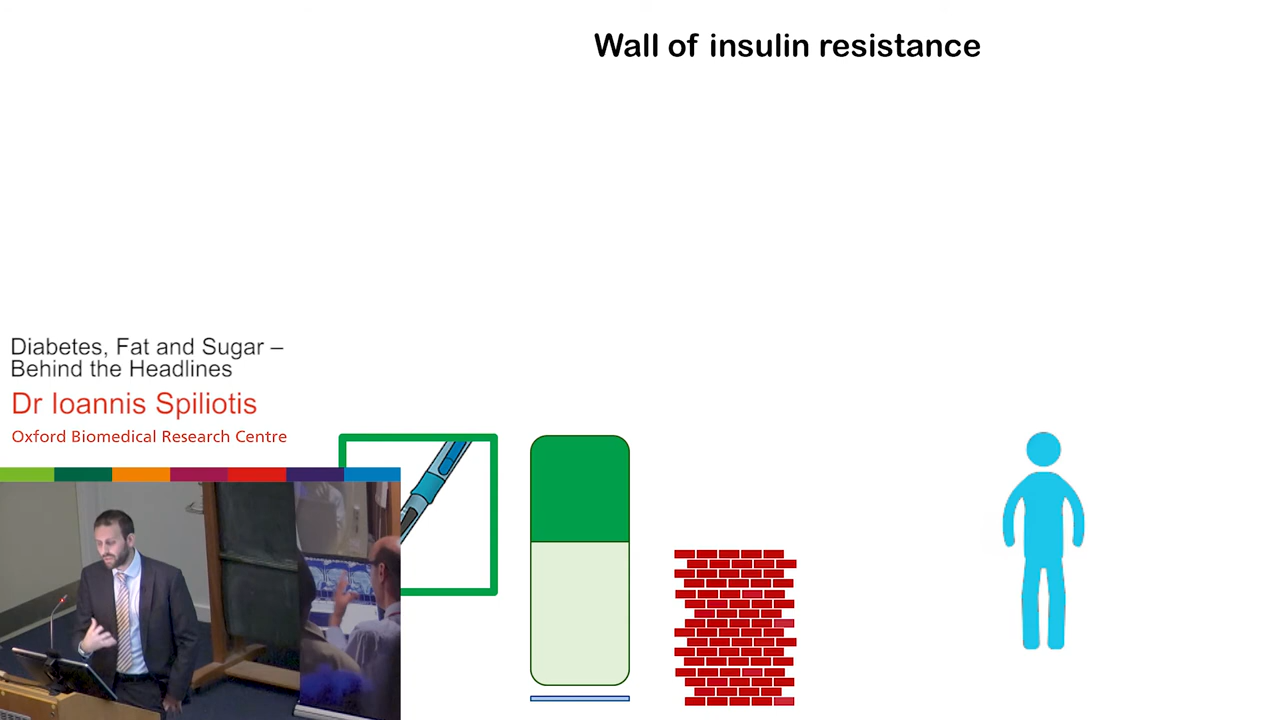 Wall of insulin resistance
Diabetes, Fat and Sugar –
Behind the Headlines
Dr Ioannis Spiliotis
Oxford Biomedical Research Centre